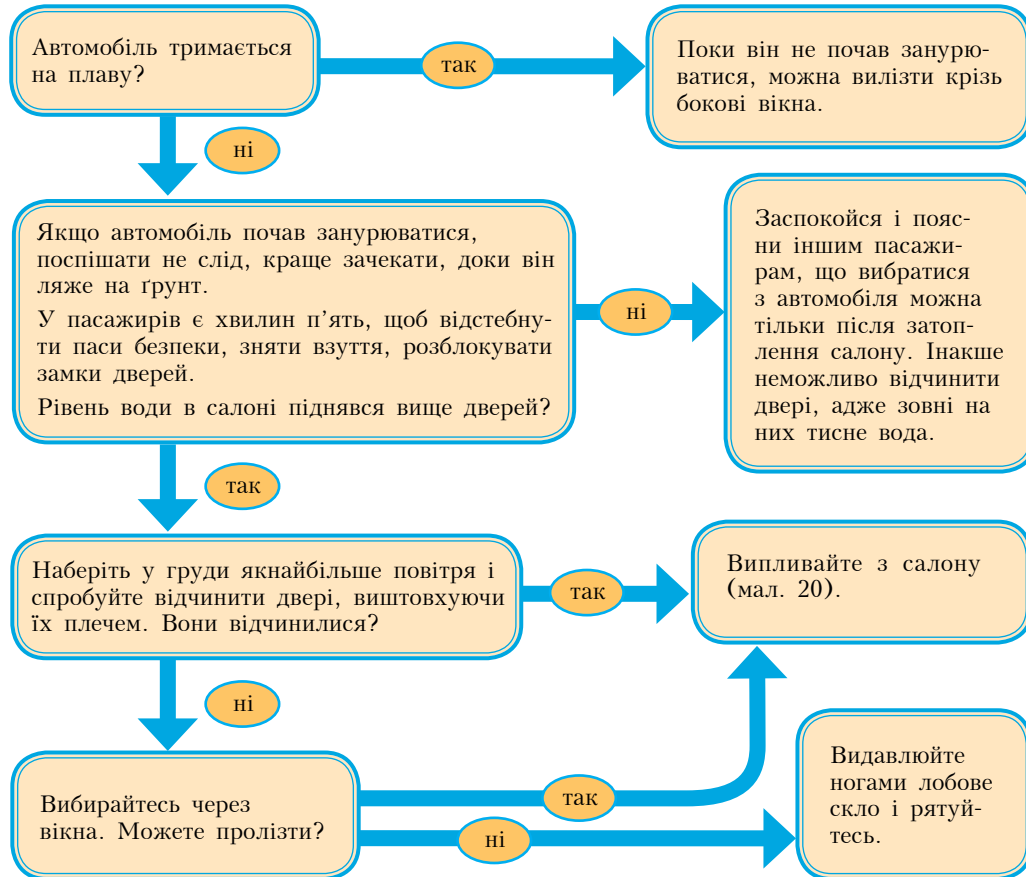 Автомобіль тримається
на плаву?
так
Поки він не почав занурю-
ватися, можна вилізти крізь
бокові вікна.
ні
Якщо автомобіль почав занурюватися,
поспішати не слід, краще зачекати, доки він
ляже на ґрунт.
У пасажирів є хвилин п’ять, щоб відстебну-
ти паси безпеки, зняти взуття, розблокувати
замки дверей.
Рівень води в салоні піднявся вище дверей?
ні
Заспокойся і пояс-
ни іншим пасажи-
рам, що вибратися
з автомобіля можна
тільки після затоп-
лення салону. Інакше
неможливо відчинити
двері, адже зовні на
них тисне вода.
так
Наберіть у груди якнайбільше повітря і
спробуйте відчинити двері, виштовхуючи
їх плечем. Вони відчинилися?
так
Випливайте з салону
(мал. 20).
ні
Вибирайтесь через
вікна. Можете пролізти?
так
ні
Видавлюйте
ногами лобове
скло і рятуй-
тесь.